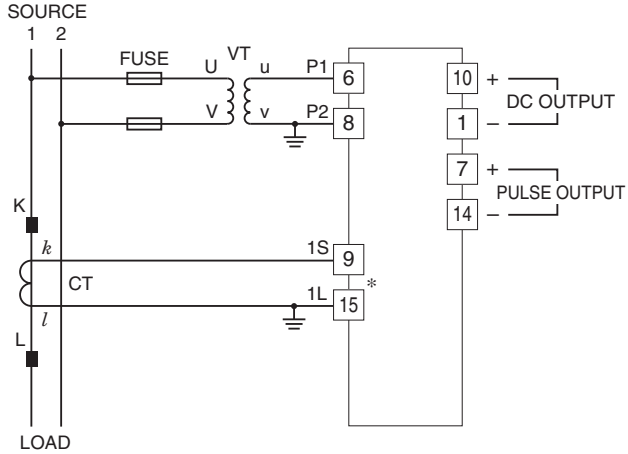 SOURCE
1 2
FUSE
VT
U u P1 6
V v P2 8
10 +
DC OUTPUT
1 –
7 +
PULSE OUTPUT
14 –
K
k 1S 9
CT
*
l 1L 15
L
LOAD